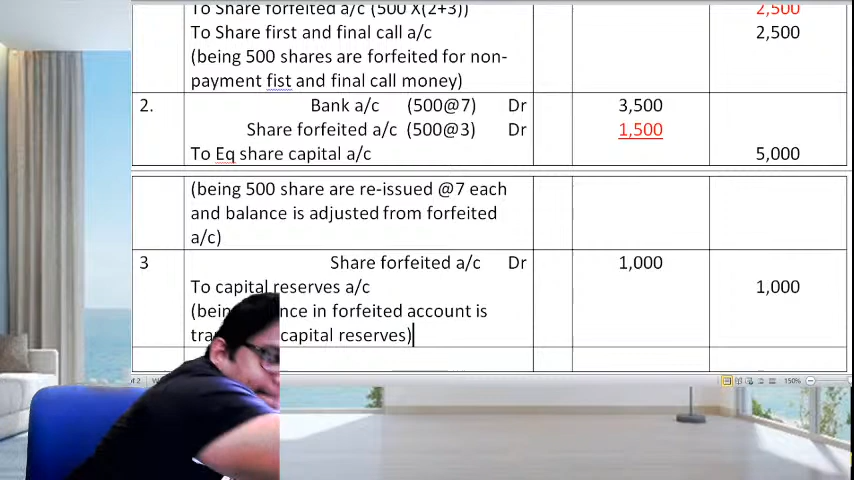 To Share forfeited a/c (500 X(2+3)) 2,500
To Share first and final call a/c 2,500
(being 500 shares are forfeited for non-
payment fist and final call money)
2. Bank a/c (500@7) Dr 3,500
Share forfeited a/c (500@3) Dr 1,500
To Eq share capital a/c 5,000
(being 500 share are re-issued @7 each
and balance is adjusted from forfeited
a/c)
3 Share forfeited a/c Dr 1,000
To capital reserves a/c 1,000
in forfeited account is
capital reserves)
150%